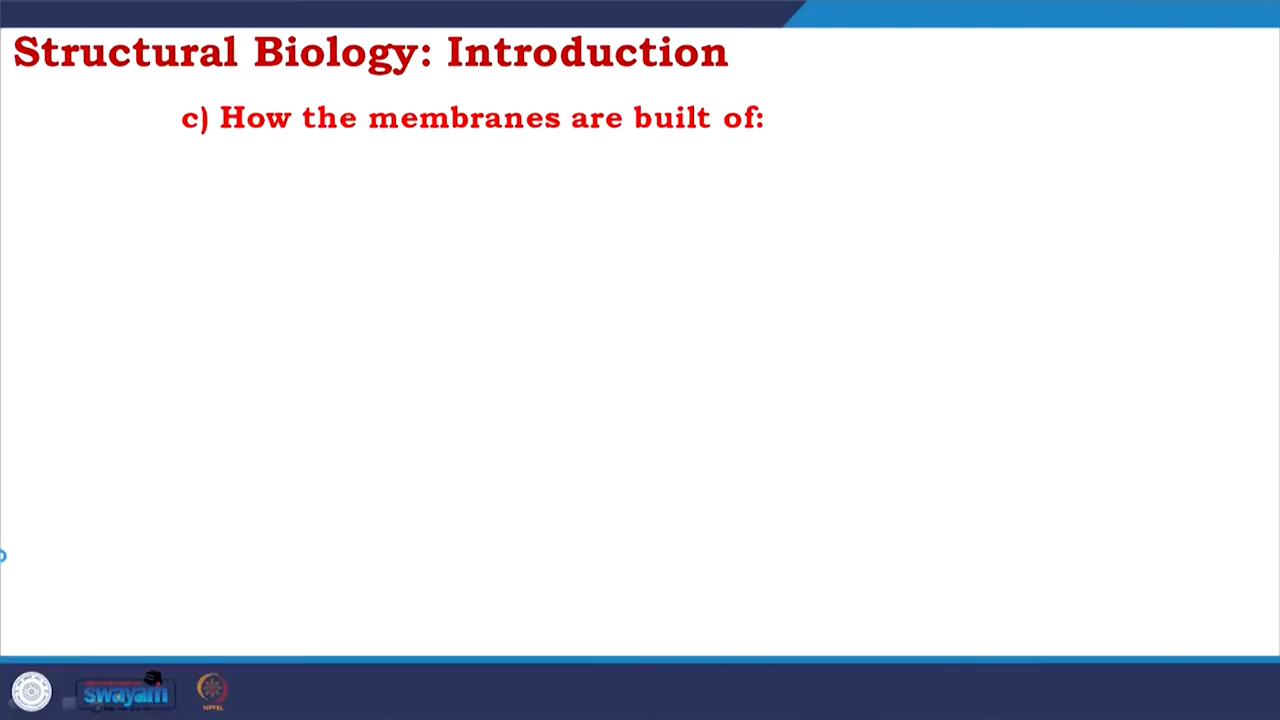 Structural Biology: Introduction
c) How the membranes are built of:
swayam
NPTEL